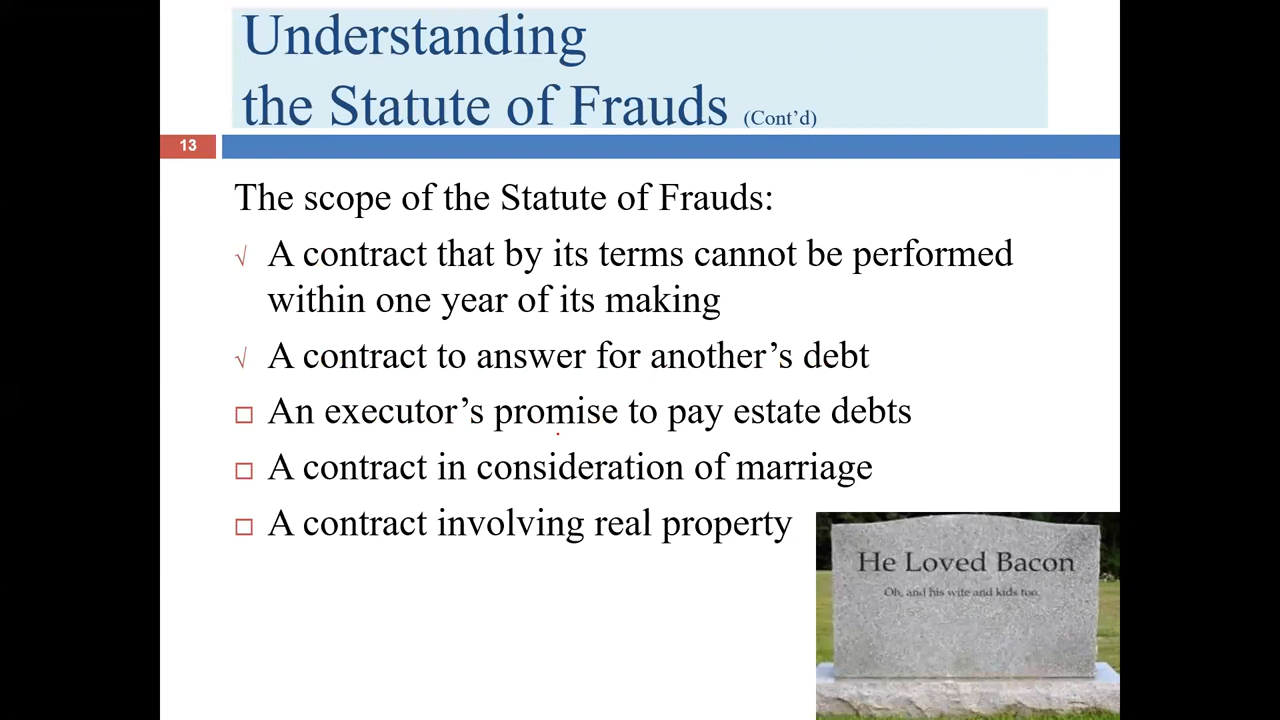 Understanding
the Statute of Frauds (Cont’d)
13
The scope of the Statute of Frauds:
√ A contract that by its terms cannot be performed
within one year of its making
√ A contract to answer for another’s debt
□ An executor’s promise to pay estate debts
□ A contract in consideration of marriage
□ A contract involving real property
He Loved Bacon
Oh, and his wife and kids too.